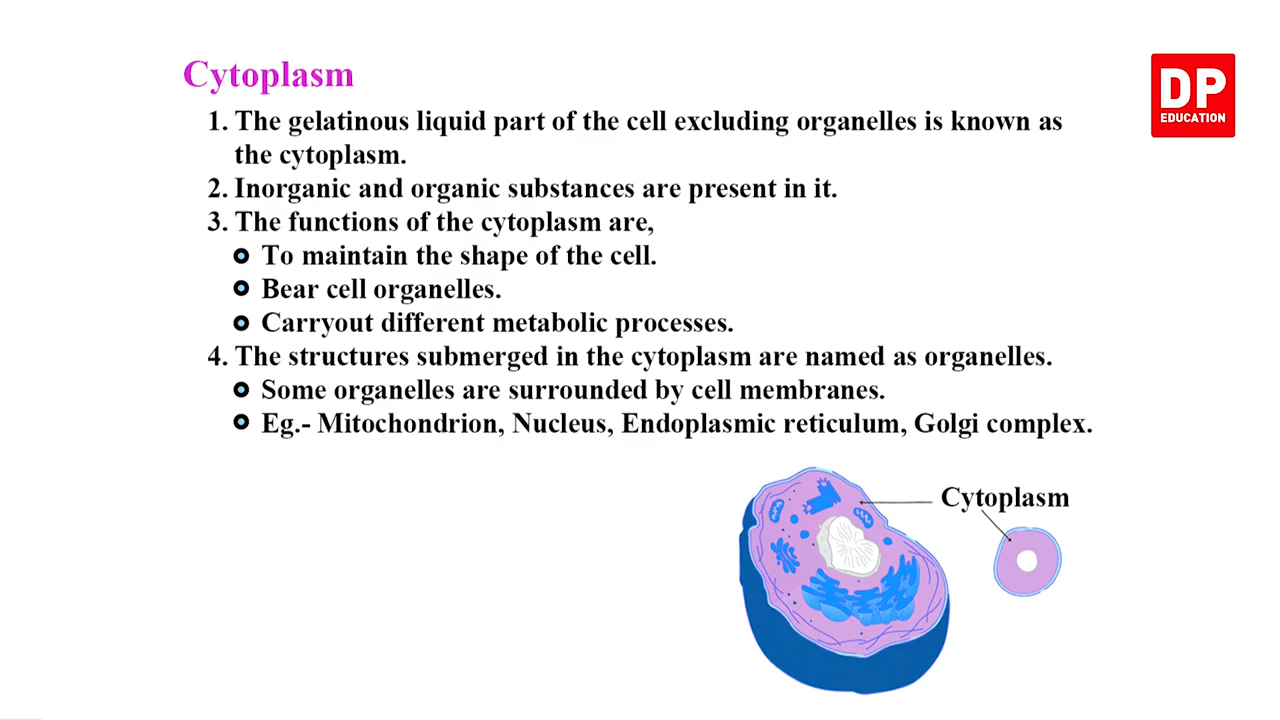 Cytoplasm
DP
EDUCATION
1. The gelatinous liquid part of the cell excluding organelles is known as
the cytoplasm.
2. Inorganic and organic substances are present in it.
3. The functions of the cytoplasm are,
To maintain the shape of the cell.
Bear cell organelles.
Carryout different metabolic processes.
4. The structures submerged in the cytoplasm are named as organelles.
Some organelles are surrounded by cell membranes.
Eg.- Mitochondrion, Nucleus, Endoplasmic reticulum, Golgi complex.
Cytoplasm